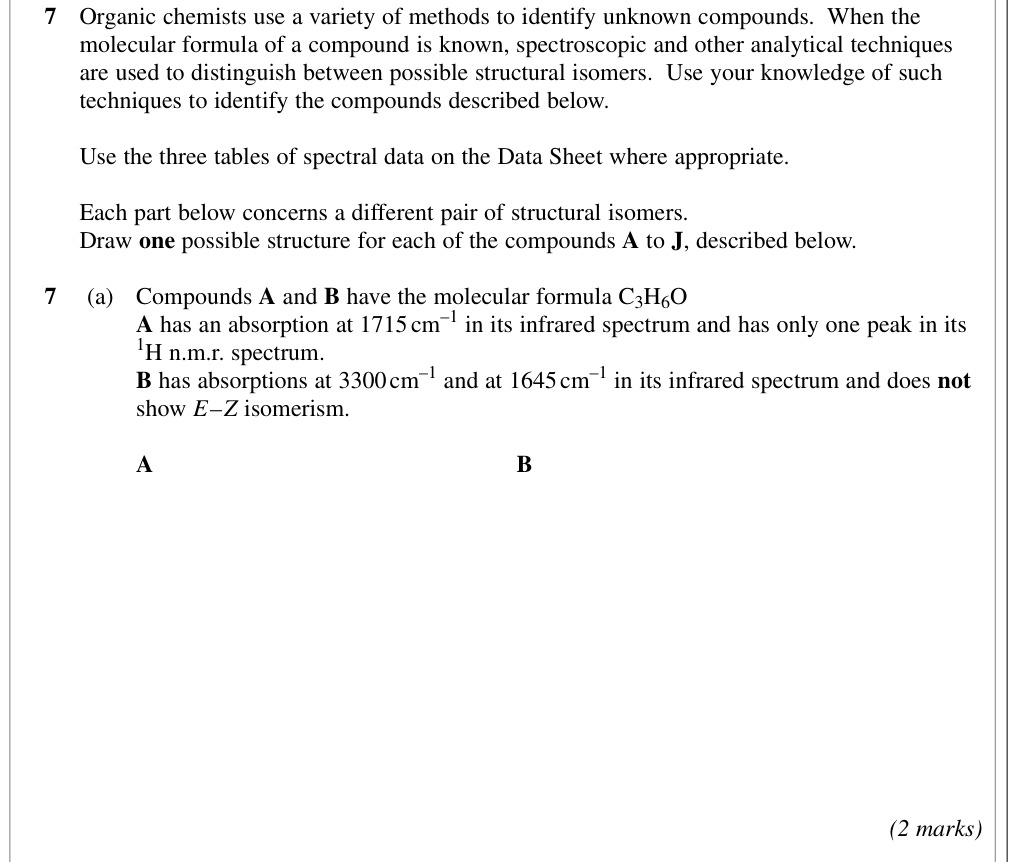 7 Organic chemists use a variety of methods to identify unknown compounds. When the
molecular formula of a compound is known, spectroscopic and other analytical techniques
are used to distinguish between possible structural isomers. Use your knowledge of such
techniques to identify the compounds described below.
Use the three tables of spectral data on the Data Sheet where appropriate.
Each part below concerns a different pair of structural isomers.
Draw one possible structure for each of the compounds A to J, described below.
7 (a) Compounds A and B have the molecular formula C₃H₆O
A has an absorption at 1715 cm⁻¹ in its infrared spectrum and has only one peak in its
¹H n.m.r. spectrum.
B has absorptions at 3300 cm⁻¹ and at 1645 cm⁻¹ in its infrared spectrum and does not
show E–Z isomerism.
A B
(2 marks)